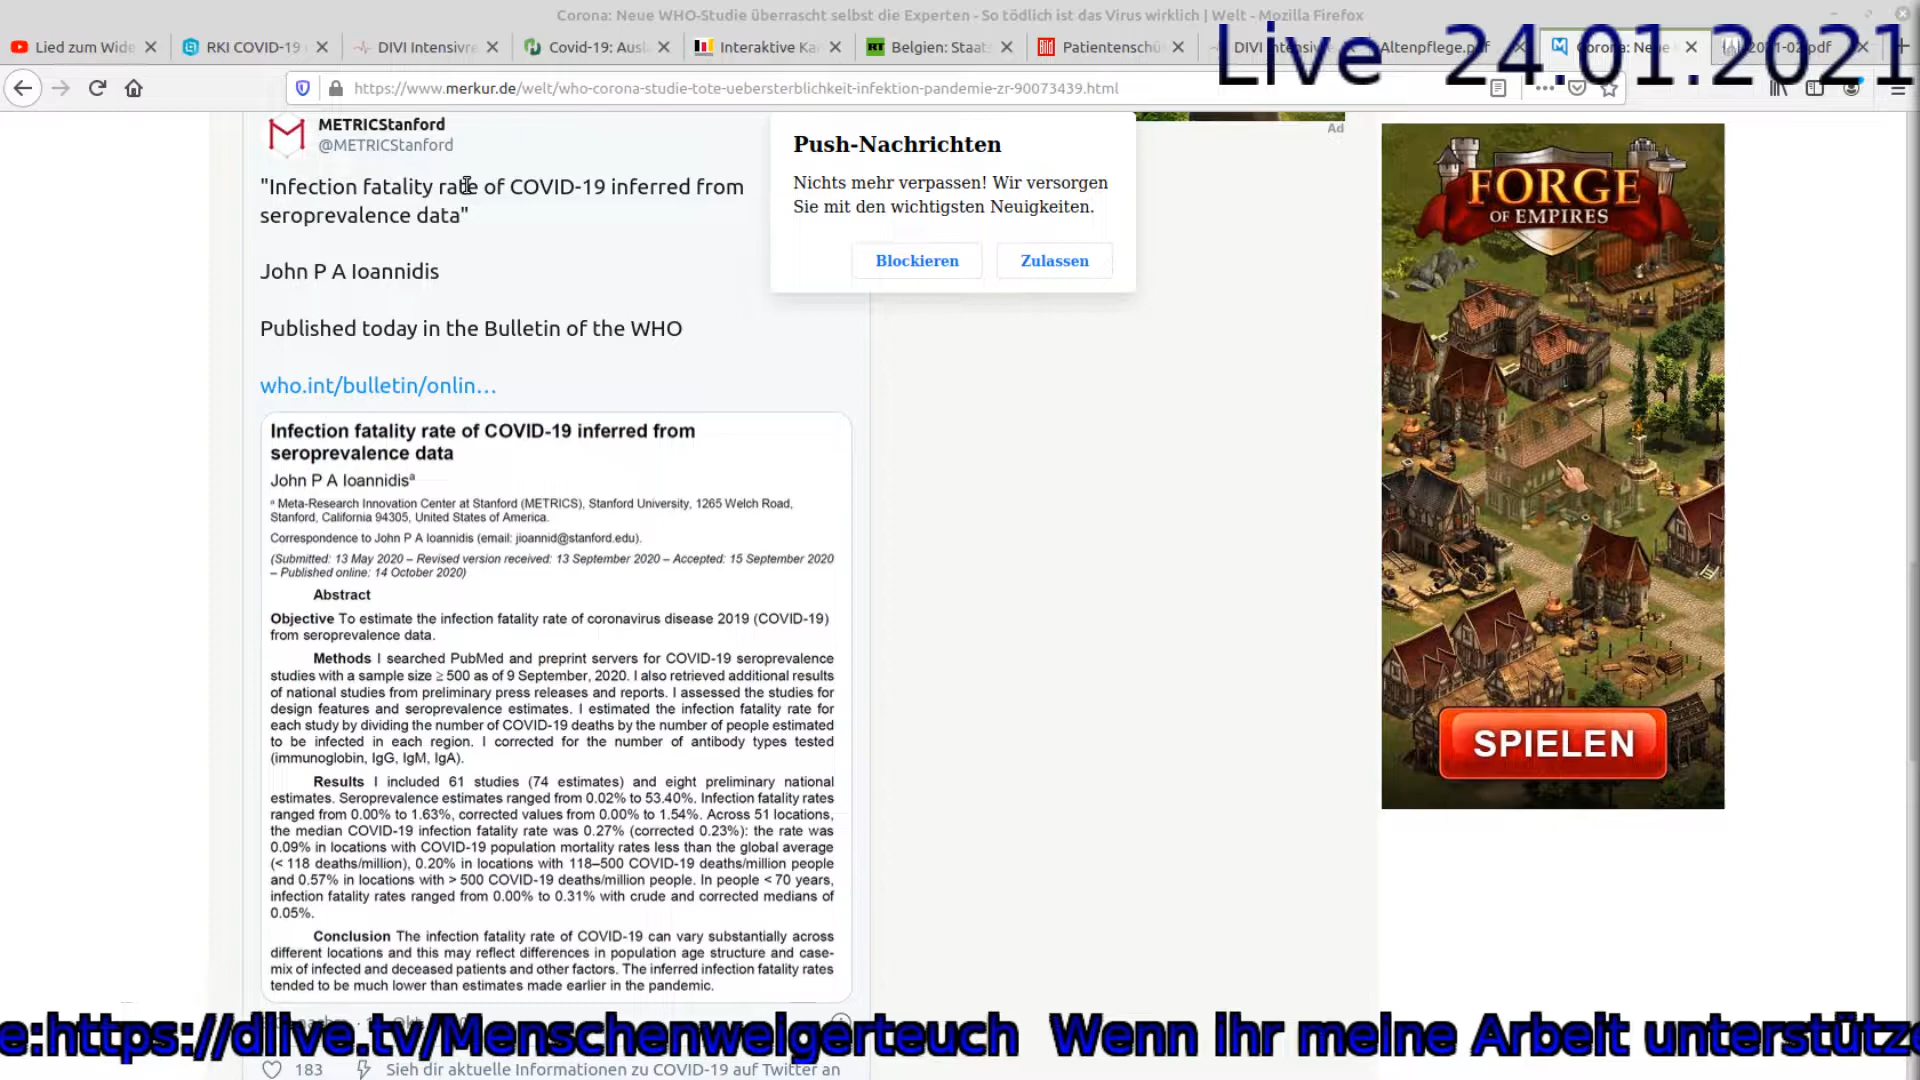 Corona: Neue WHO-Studie überrascht selbst die Experten - So tödlich ist das Virus wirklich | Welt - Mozilla Firefox
Live 24.01.2021
Lied zum Wide
RKI COVID-19
DIVI Intensivre
Covid-19: Ausl
Interaktive Ka
RT Belgien: Staats
Bild Patientenschü
DIVI Intensivre
Altenpflege.pdf
Corona: Neue
2021-02.pdf
https://www.merkur.de/welt/who-corona-studie-tote-uebersterblichkeit-infektion-pandemie-zr-90073439.html
METRICStanford
@METRICStanford
"Infection fatality rate of COVID-19 inferred from
seroprevalence data"
John P A Ioannidis
Published today in the Bulletin of the WHO
who.int/bulletin/onlin…
Push-Nachrichten
Nichts mehr verpassen! Wir versorgen
Sie mit den wichtigsten Neuigkeiten.
Blockieren
Zulassen
Ad
FORGE
OF EMPIRES
SPIELEN
Infection fatality rate of COVID-19 inferred from
seroprevalence data
John P A Ioannidisª
ª Meta-Research Innovation Center at Stanford (METRICS), Stanford University, 1265 Welch Road,
Stanford, California 94305, United States of America.
Correspondence to John P A Ioannidis (email: jioannid@stanford.edu).
(Submitted: 13 May 2020 – Revised version received: 13 September 2020 – Accepted: 15 September 2020
– Published online: 14 October 2020)
Abstract
Objective To estimate the infection fatality rate of coronavirus disease 2019 (COVID-19)
from seroprevalence data.
Methods I searched PubMed and preprint servers for COVID-19 seroprevalence
studies with a sample size ≥ 500 as of 9 September, 2020. I also retrieved additional results
of national studies from preliminary press releases and reports. I assessed the studies for
design features and seroprevalence estimates. I estimated the infection fatality rate for
each study by dividing the number of COVID-19 deaths by the number of people estimated
to be infected in each region. I corrected for the number of antibody types tested
(immunoglobin, IgG, IgM, IgA).
Results I included 61 studies (74 estimates) and eight preliminary national
estimates. Seroprevalence estimates ranged from 0.02% to 53.40%. Infection fatality rates
ranged from 0.00% to 1.63%, corrected values from 0.00% to 1.54%. Across 51 locations,
the median COVID-19 infection fatality rate was 0.27% (corrected 0.23%): the rate was
0.09% in locations with COVID-19 population mortality rates less than the global average
(< 118 deaths/million), 0.20% in locations with 118–500 COVID-19 deaths/million people
and 0.57% in locations with > 500 COVID-19 deaths/million people. In people < 70 years,
infection fatality rates ranged from 0.00% to 0.31% with crude and corrected medians of
0.05%.
Conclusion The infection fatality rate of COVID-19 can vary substantially across
different locations and this may reflect differences in population age structure and case-
mix of infected and deceased patients and other factors. The inferred infection fatality rates
tended to be much lower than estimates made earlier in the pandemic.
e:https://dlive.tv/Menschenweigerteuch Wenn ihr meine Arbeit unterstütze
183
Sieh dir aktuelle Informationen zu COVID-19 auf Twitter an